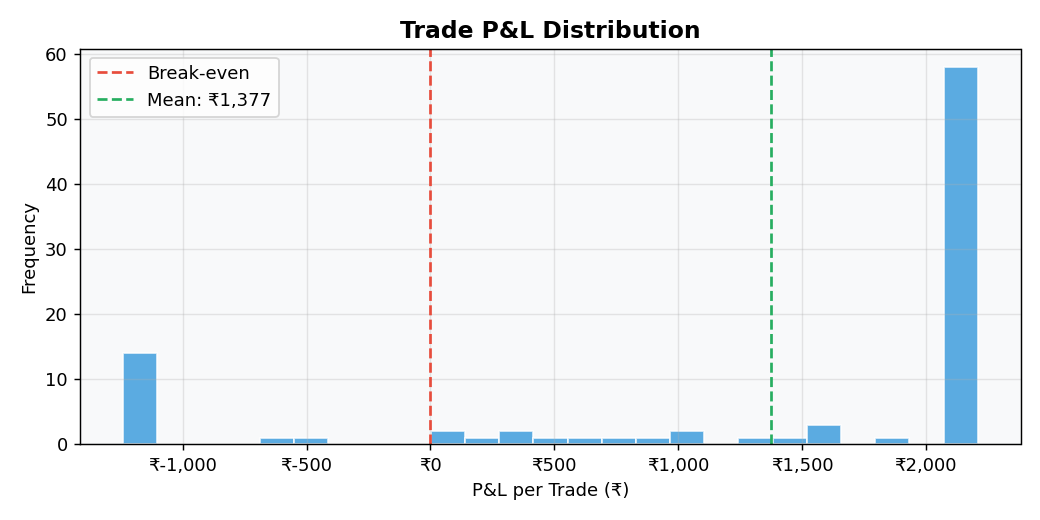 Trade P&L Distribution
Break-even
Mean: ₹1,377
Frequency
60
50
40
30
20
10
0
₹-1,000 ₹-500 ₹0 ₹500 ₹1,000 ₹1,500 ₹2,000
P&L per Trade (₹)